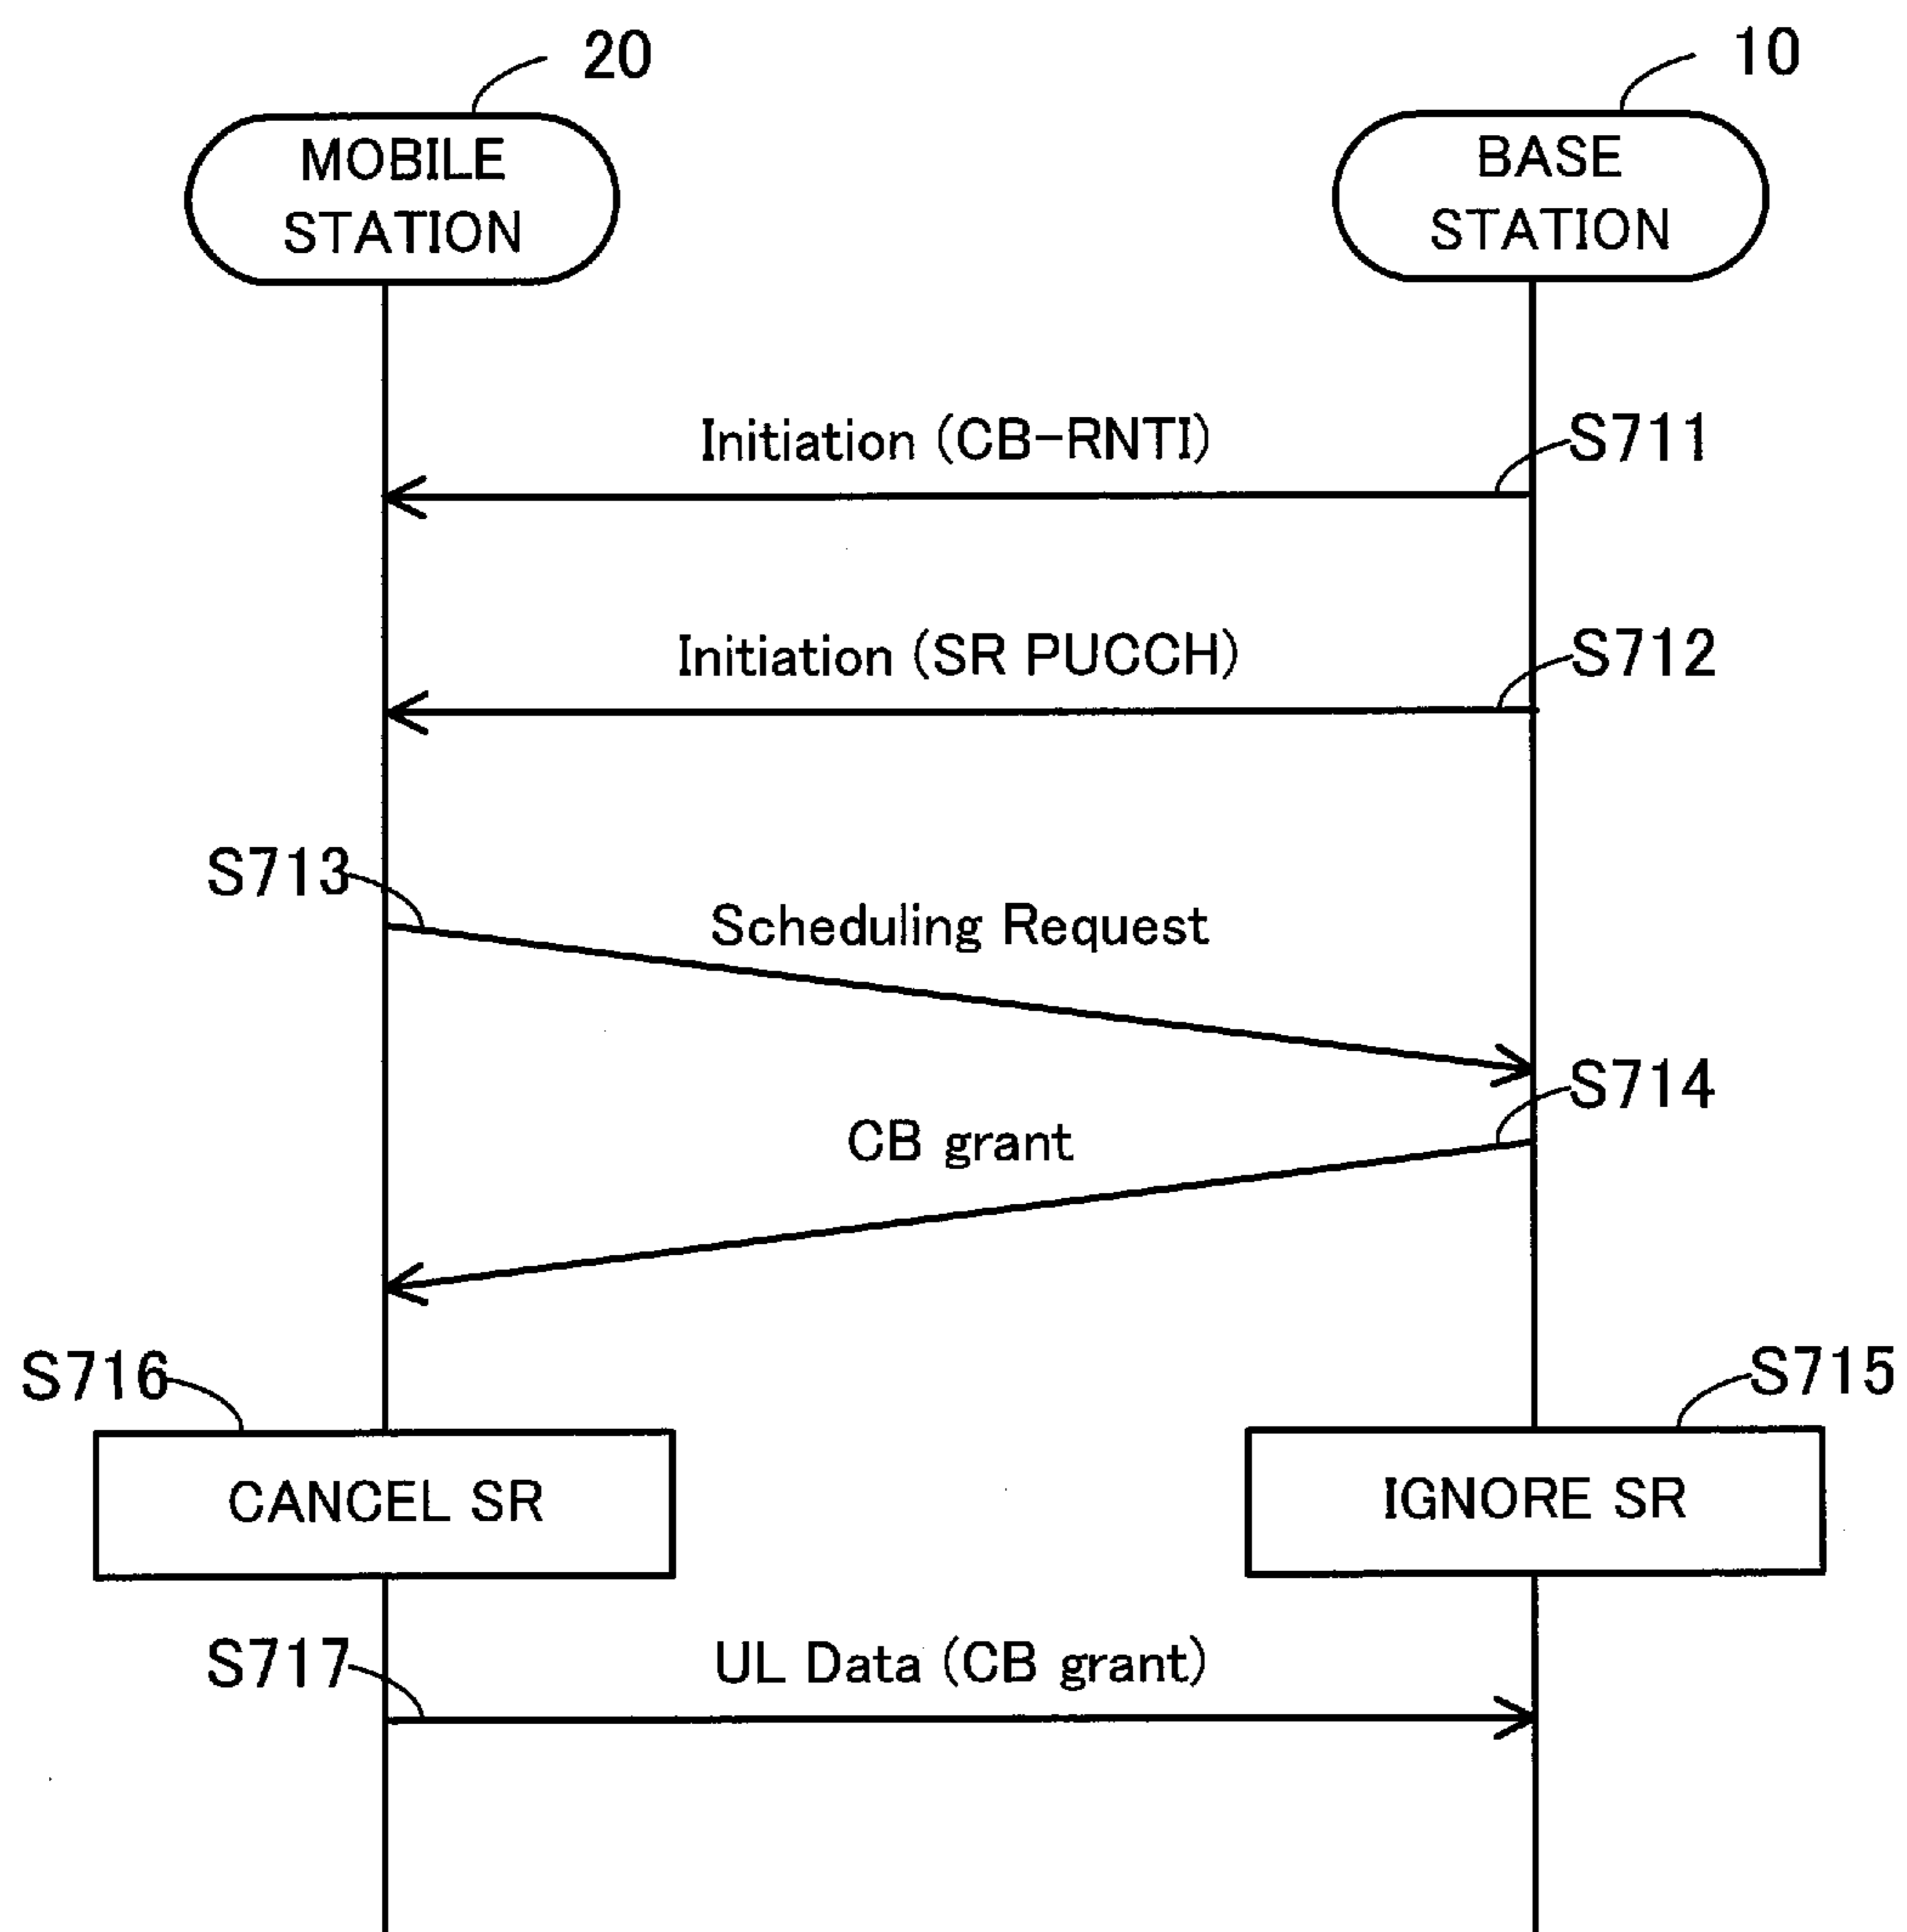 20
10
MOBILE
STATION
BASE
STATION
Initiation (CB-RNTI)
S711
Initiation (SR PUCCH)
S712
S713
Scheduling Request
S714
CB grant
S716
S715
CANCEL SR
IGNORE SR
S717
UL Data (CB grant)